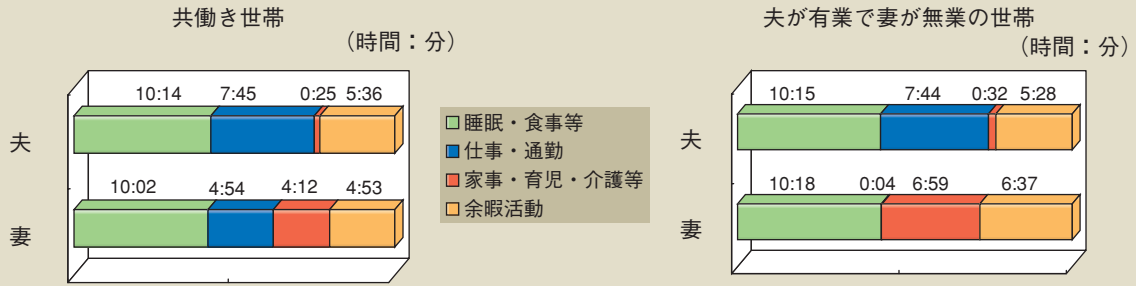 共働き世帯
（時間：分）
10:14 7:45 0:25 5:36
夫
10:02 4:54 4:12 4:53
妻
睡眠・食事等
仕事・通勤
家事・育児・介護等
余暇活動
夫が有業で妻が無業の世帯
（時間：分）
10:15 7:44 0:32 5:28
夫
10:18 0:04 6:59 6:37
妻